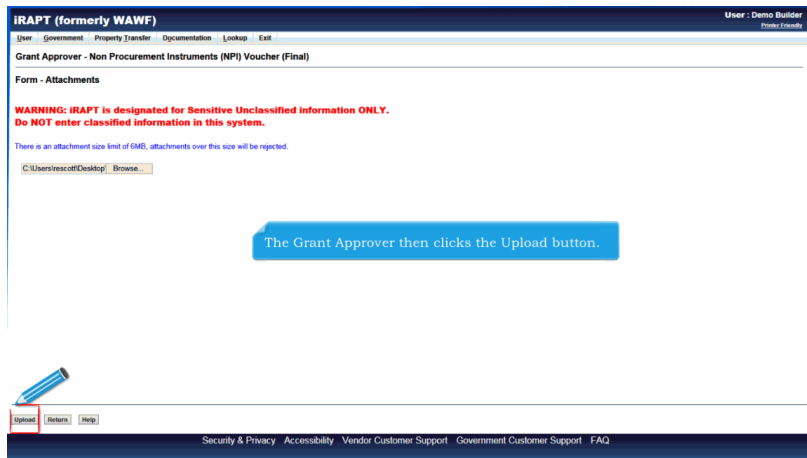 iRAPT (formerly WAWF)
User : Demo Builder
Printer Friendly
User Government Property Transfer Documentation Lookup Exit
Grant Approver - Non Procurement Instruments (NPI) Voucher (Final)
Form - Attachments
WARNING: iRAPT is designated for Sensitive Unclassified information ONLY.
Do NOT enter classified information in this system.
There is an attachment size limit of 6MB, attachments over this size will be rejected.
C:\Users\rescott\Desktop\ Browse...
The Grant Approver then clicks the Upload button.
Upload Return Help
Security & Privacy Accessibility Vendor Customer Support Government Customer Support FAQ